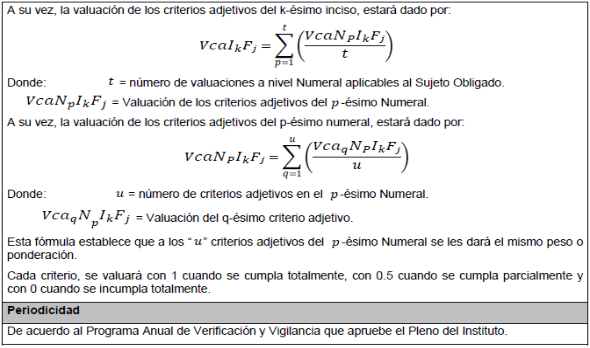 A su vez, la valuación de los criterios adjetivos del k-ésimo inciso, estará dado por:
VcaI_kF_j = \sum_{p=1}^{t} \left( \frac{VcaN_PI_kF_j}{t} \right)
Donde: t = número de valuaciones a nivel Numeral aplicables al Sujeto Obligado.
VcaN_pI_kF_j = Valuación de los criterios adjetivos del p-ésimo Numeral.
A su vez, la valuación de los criterios adjetivos del p-ésimo numeral, estará dado por:
VcaN_PI_kF_j = \sum_{q=1}^{u} \left( \frac{Vca_qN_PI_kF_j}{u} \right)
Donde: u = número de criterios adjetivos en el p-ésimo Numeral.
Vca_qN_pI_kF_j = Valuación del q-ésimo criterio adjetivo.
Esta fórmula establece que a los “u” criterios adjetivos del p-ésimo Numeral se les dará el mismo peso o
ponderación.
Cada criterio, se valuará con 1 cuando se cumpla totalmente, con 0.5 cuando se cumpla parcialmente y
con 0 cuando se incumpla totalmente.
Periodicidad
De acuerdo al Programa Anual de Verificación y Vigilancia que apruebe el Pleno del Instituto.